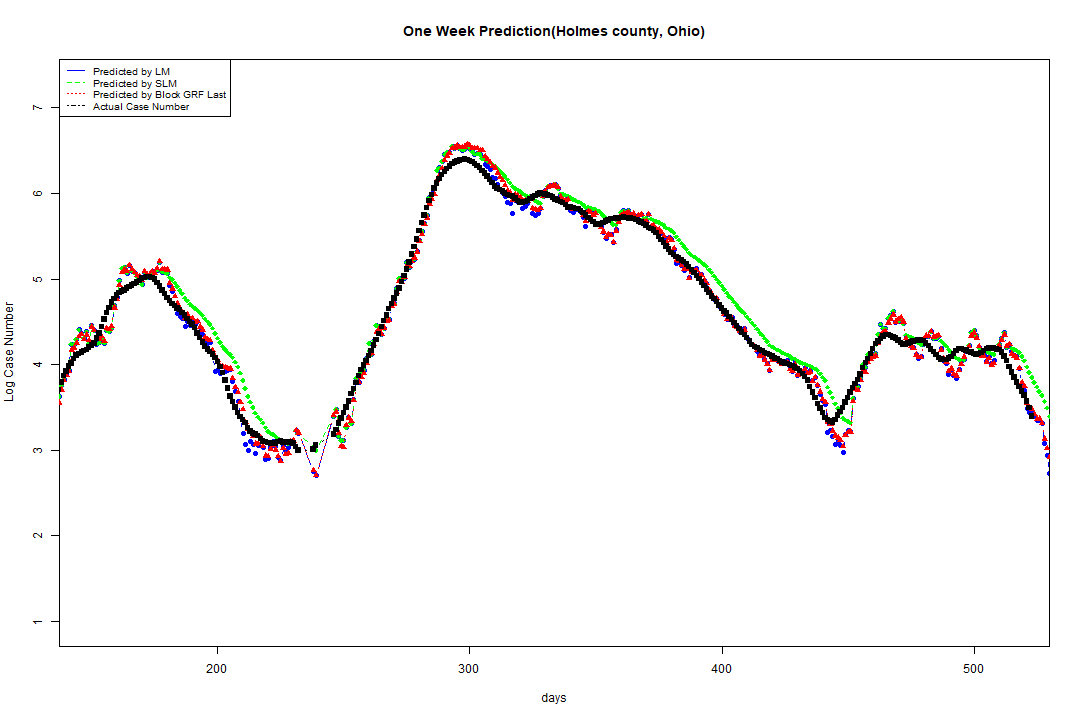 One Week Prediction(Holmes county, Ohio)
Predicted by LM
Predicted by SLM
Predicted by Block GRF Last
Actual Case Number
7
6
5
4
3
2
1
Log Case Number
200 300 400 500
days